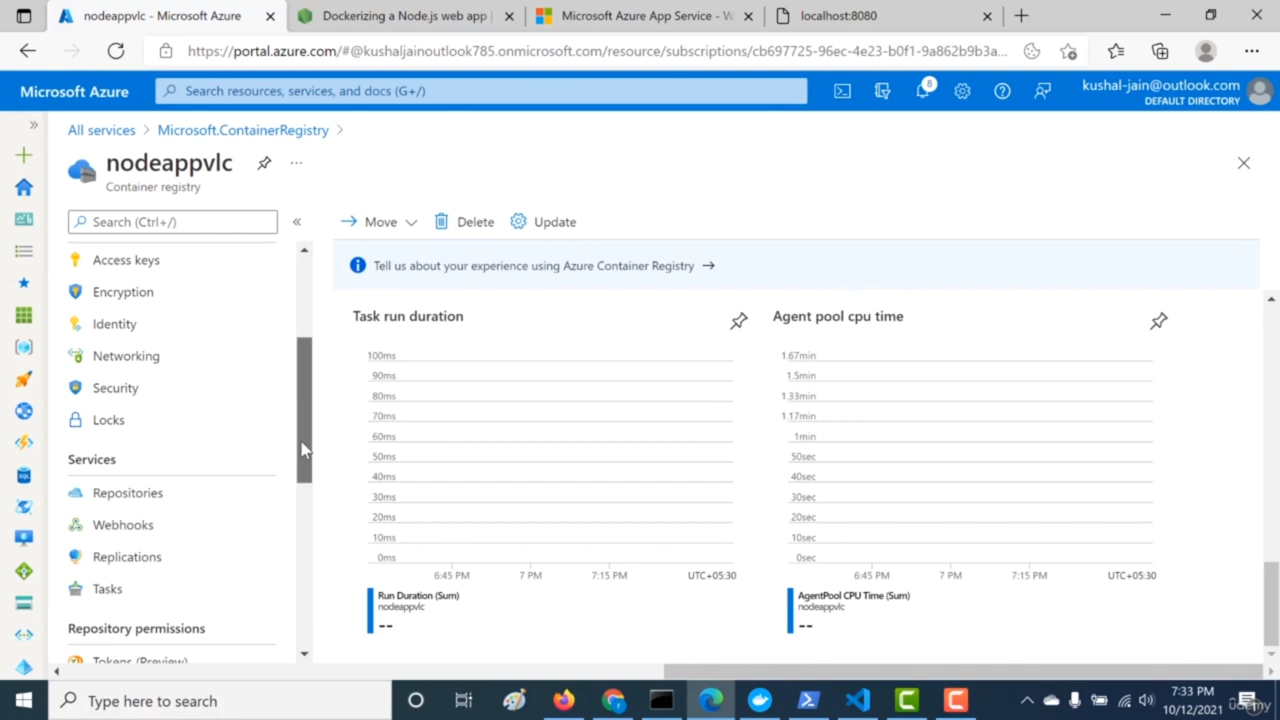 nodeappvlc - Microsoft Azure
Dockerizing a Node.js web app |
Microsoft Azure App Service - W
localhost:8080
https://portal.azure.com/#@kushaljainoutlook785.onmicrosoft.com/resource/subscriptions/cb697725-96ec-4e23-b0f1-9a862b9b3a...
Microsoft Azure
Search resources, services, and docs (G+/)
8
kushal-jain@outlook.com
DEFAULT DIRECTORY
All services > Microsoft.ContainerRegistry >
nodeappvlc
Container registry
Search (Ctrl+/)
Move
Delete
Update
Tell us about your experience using Azure Container Registry →
Access keys
Encryption
Identity
Networking
Security
Locks
Services
Repositories
Webhooks
Replications
Tasks
Repository permissions
Tokens (Preview)
Task run duration
100ms
90ms
80ms
70ms
60ms
50ms
40ms
30ms
20ms
10ms
0ms
6:45 PM 7 PM 7:15 PM UTC+05:30
Run Duration (Sum)
nodeappvlc
--
Agent pool cpu time
1.67min
1.5min
1.33min
1.17min
1min
50sec
40sec
30sec
20sec
10sec
0sec
6:45 PM 7 PM 7:15 PM UTC+05:30
AgentPool CPU Time (Sum)
nodeappvlc
--
SQL
Type here to search
7:33 PM
10/12/2021
udemy